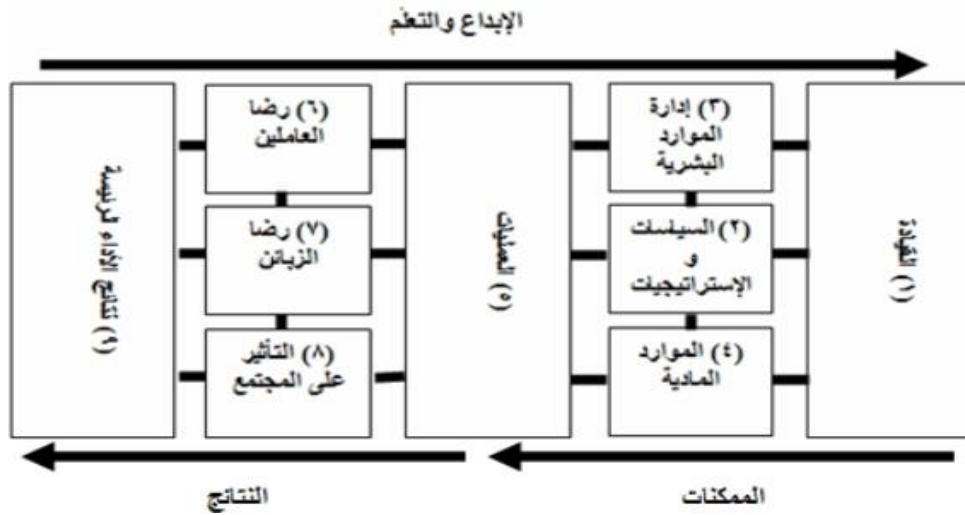 الإبداع والتعلم
القيادة (١)
(٣) إدارة
الموارد
البشرية
(٢) السياسات
و
الإستراتيجيات
(٤) الموارد
المادية
العمليات (٥)
(٦) رضا
العاملين
(٧) رضا
الزبائن
(٨) التأثير
على المجتمع
نتائج الأداء الرئيسة (٩)
الممكنات
النتائج